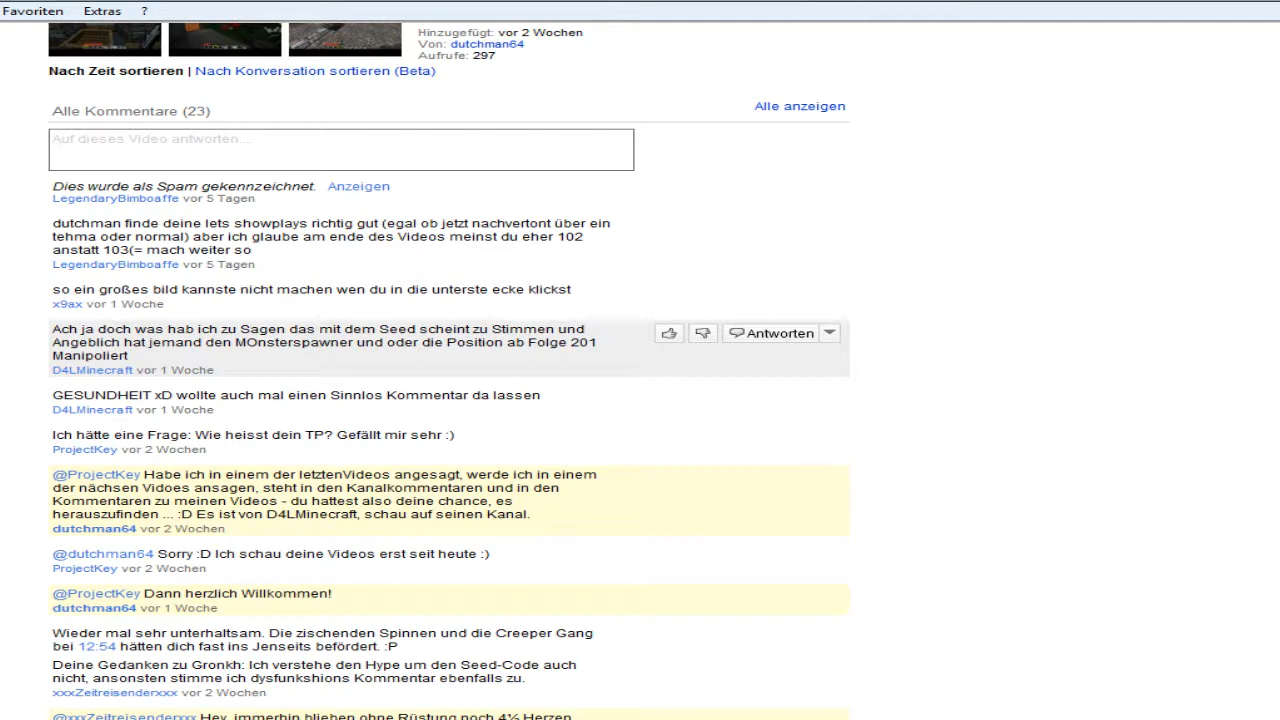 Favoriten Extras ?
Hinzugefügt: vor 2 Wochen
Von: dutchman64
Aufrufe: 297
Nach Zeit sortieren | Nach Konversation sortieren (Beta)
Alle Kommentare (23)
Alle anzeigen
Auf dieses Video antworten...
Dies wurde als Spam gekennzeichnet. Anzeigen
LegendaryBimboaffe vor 5 Tagen
dutchman finde deine lets showplays richtig gut (egal ob jetzt nachvertont über ein
tehma oder normal) aber ich glaube am ende des Videos meinst du eher 102
anstatt 103(= mach weiter so
LegendaryBimboaffe vor 5 Tagen
so ein großes bild kannste nicht machen wen du in die unterste ecke klickst
x9ax vor 1 Woche
Ach ja doch was hab ich zu Sagen das mit dem Seed scheint zu Stimmen und
Angeblich hat jemand den MOnsterspawner und oder die Position ab Folge 201
Manipoliert
Antworten
D4LMinecraft vor 1 Woche
GESUNDHEIT xD wollte auch mal einen Sinnlos Kommentar da lassen
D4LMinecraft vor 1 Woche
Ich hätte eine Frage: Wie heisst dein TP? Gefällt mir sehr :)
ProjectKey vor 2 Wochen
@ProjectKey Habe ich in einem der letztenVideos angesagt, werde ich in einem
der nächsen Vidoes ansagen, steht in den Kanalkommentaren und in den
Kommentaren zu meinen Videos - du hattest also deine chance, es
herauszufinden ... :D Es ist von D4LMinecraft, schau auf seinen Kanal.
dutchman64 vor 2 Wochen
@dutchman64 Sorry :D Ich schau deine Videos erst seit heute :)
ProjectKey vor 2 Wochen
@ProjectKey Dann herzlich Willkommen!
dutchman64 vor 1 Woche
Wieder mal sehr unterhaltsam. Die zischenden Spinnen und die Creeper Gang
bei 12:54 hätten dich fast ins Jenseits befördert. :P
Deine Gedanken zu Gronkh: Ich verstehe den Hype um den Seed-Code auch
nicht, ansonsten stimme ich dysfunkshions Kommentar ebenfalls zu.
xxxZeitreisenderxxx vor 2 Wochen
@xxxZeitreisenderxxx Hey, immerhin blieben ohne Rüstung noch 4½ Herzen